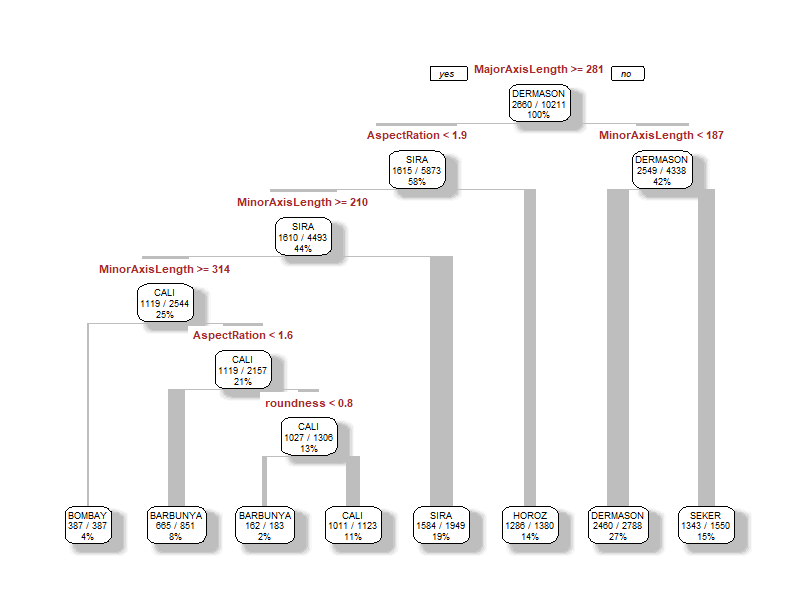 MajorAxisLength >= 281
yes
no
DERMASON
2660 / 10211
100%
AspectRation < 1.9
MinorAxisLength < 187
SIRA
1615 / 5873
58%
DERMASON
2549 / 4338
42%
MinorAxisLength >= 210
SIRA
1610 / 4493
44%
MinorAxisLength >= 314
CALI
1119 / 2544
25%
AspectRation < 1.6
CALI
1119 / 2157
21%
roundness < 0.8
CALI
1027 / 1306
13%
BOMBAY
387 / 387
4%
BARBUNYA
665 / 851
8%
BARBUNYA
162 / 183
2%
CALI
1011 / 1123
11%
SIRA
1584 / 1949
19%
HOROZ
1286 / 1380
14%
DERMASON
2460 / 2788
27%
SEKER
1343 / 1550
15%